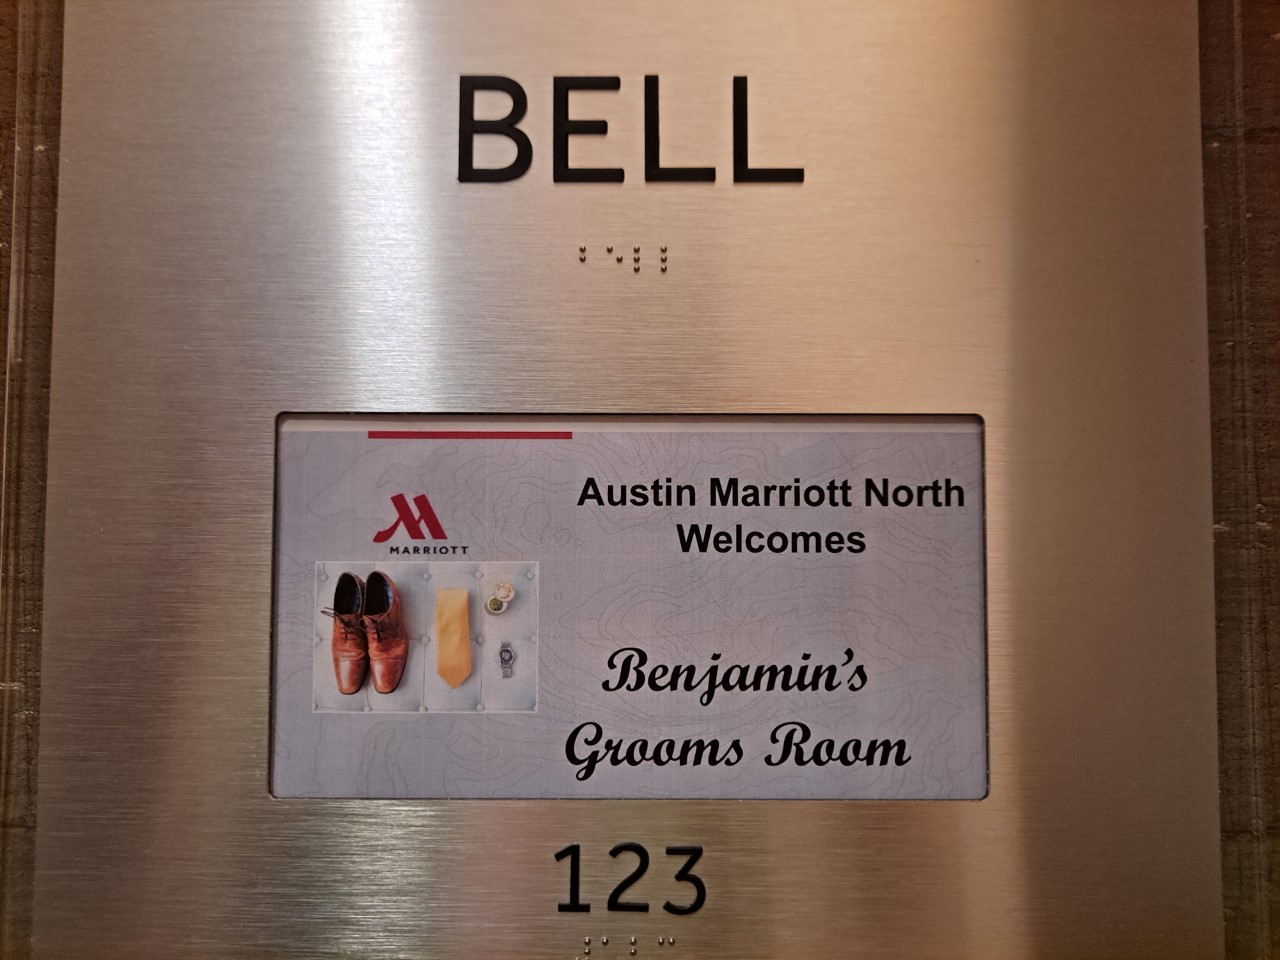 BELL
⠃⠑⠇⠇
MARRIOTT
Austin Marriott North
Welcomes
Benjamin's
Grooms Room
123